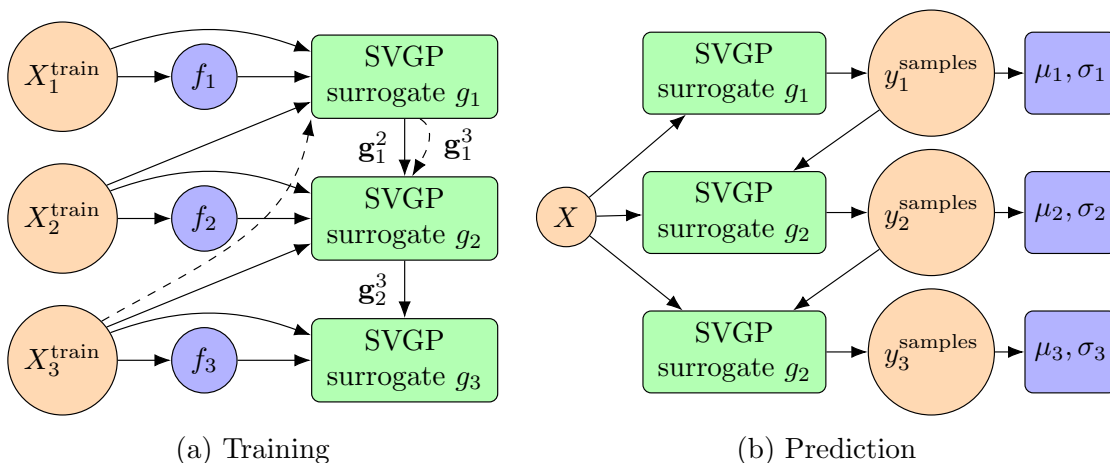 X_1^train
f_1
SVGP
surrogate g_1
g_1^2
g_1^3
X_2^train
f_2
SVGP
surrogate g_2
g_2^3
X_3^train
f_3
SVGP
surrogate g_3
(a) Training
X
SVGP
surrogate g_1
y_1^samples
μ_1, σ_1
SVGP
surrogate g_2
y_2^samples
μ_2, σ_2
SVGP
surrogate g_2
y_3^samples
μ_3, σ_3
(b) Prediction